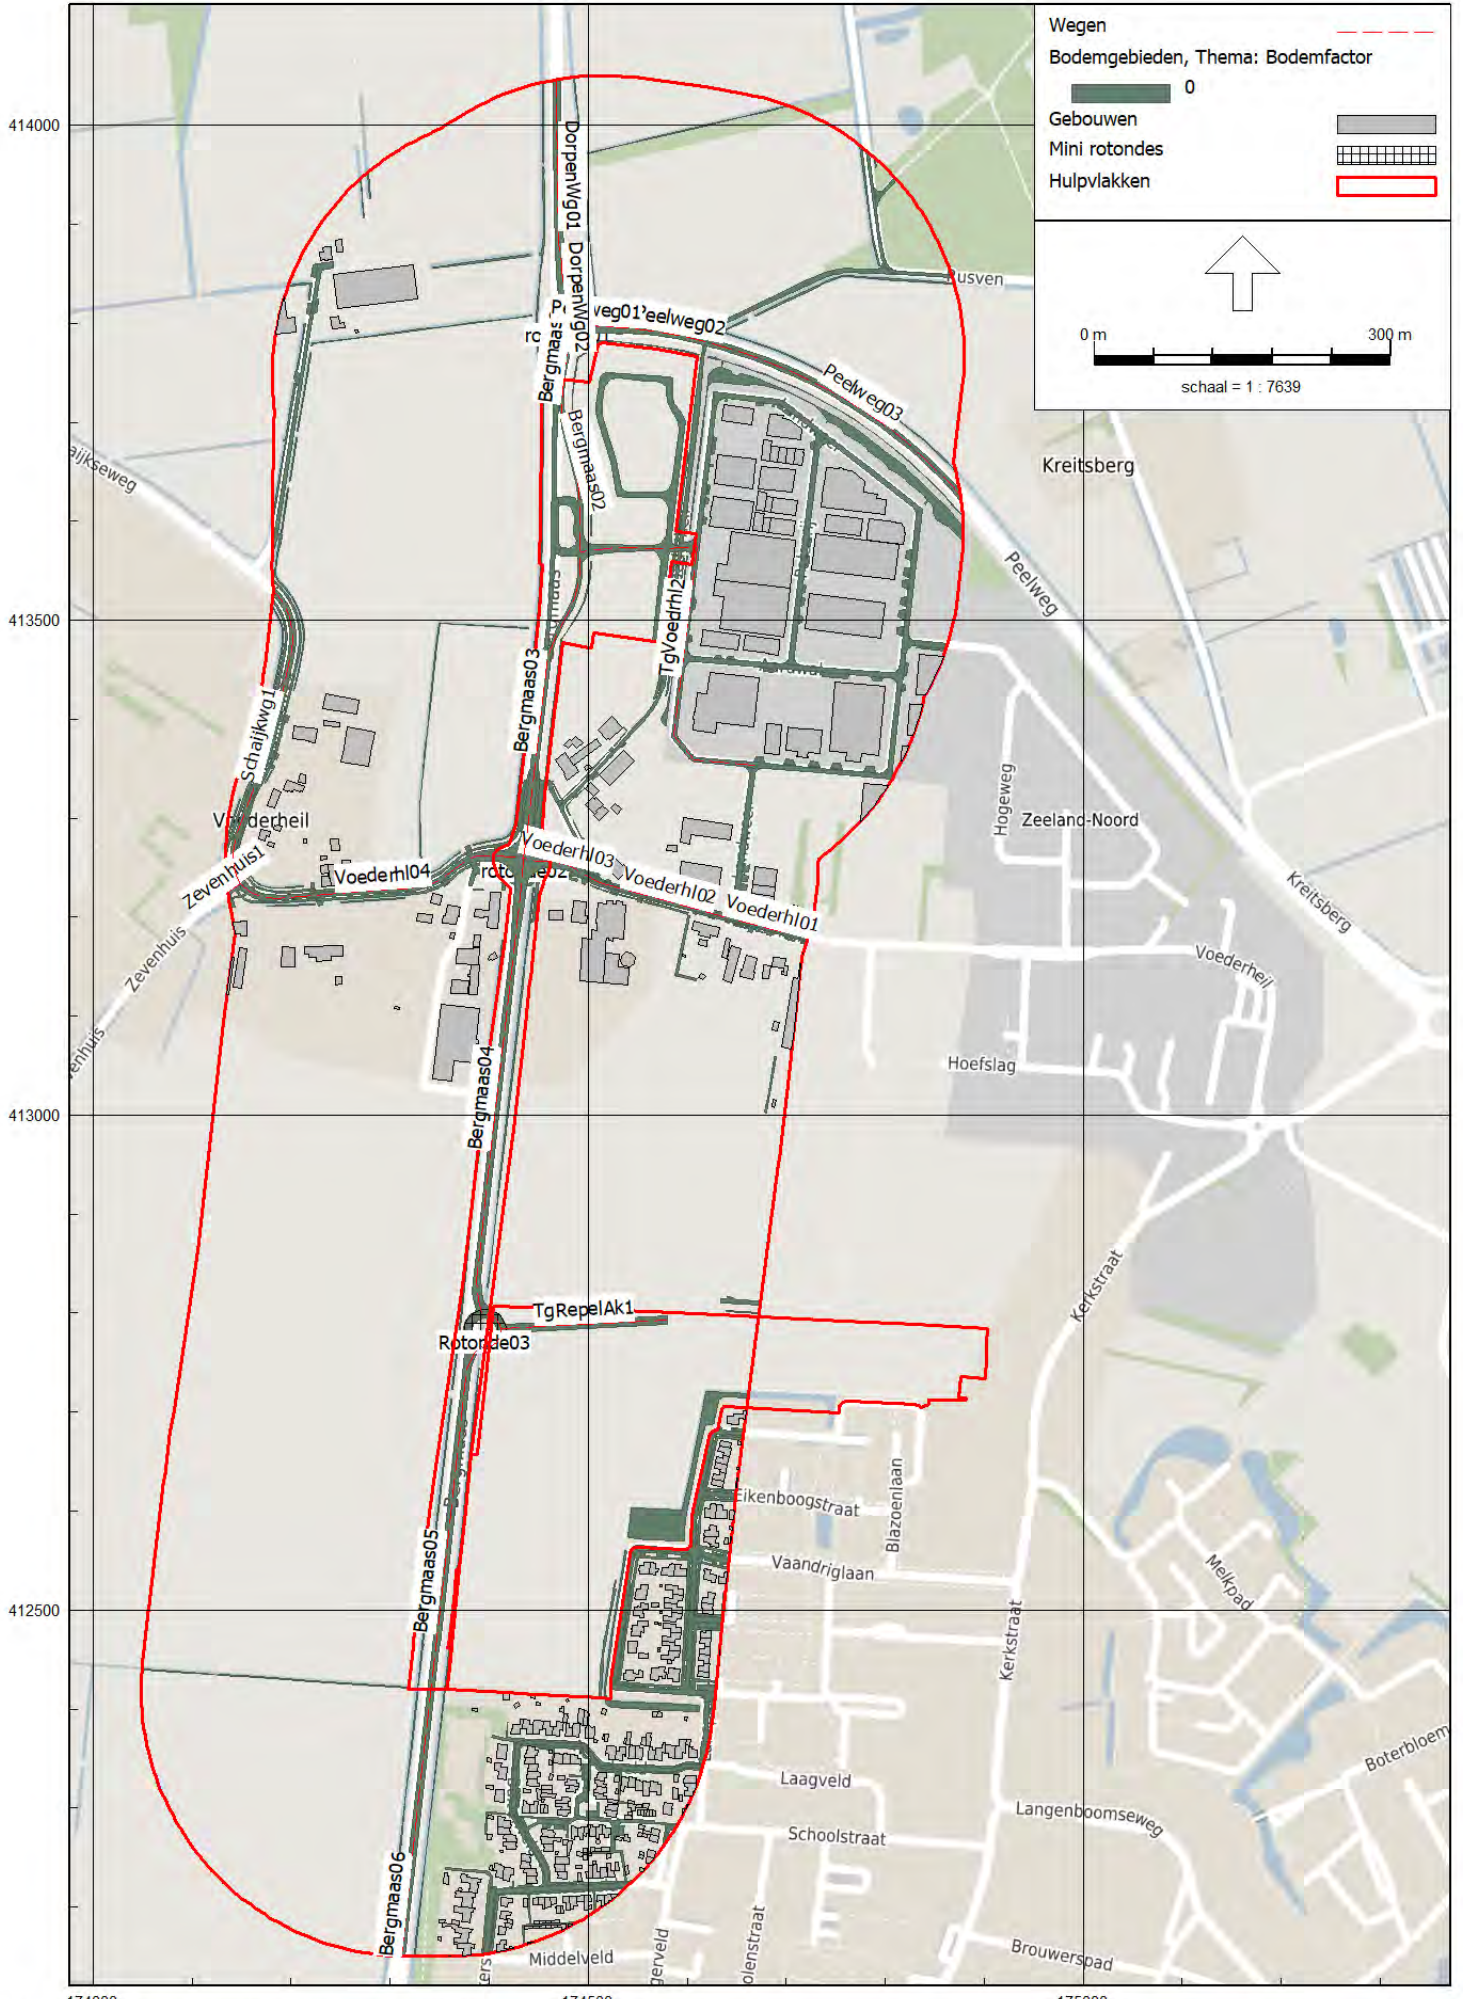 Wegen
Bodemgebieden, Thema: Bodemfactor
0
Gebouwen
Mini rotondes
Hulpvlakken
0 m
300 m
schaal = 1 : 7639
414000
413500
413000
412500
DorpenWg01
DorpenWg02
Peelweg02
Peelweg03
Bergmaas02
Kreitsberg
Peelweg
TgVoedrhl2
Bergmaas03
Schaijkwg1
Hogeweg
Zeeland-Noord
Zevenhuis1
Voederhl04
Voederhl03
Voederhl02
Voederhl01
Kreitsberg
Zevenhuis
Voederheil
Hoefslag
Bergmaas04
Kerkstraat
TgRepelAk1
Rotonde03
Eikenboogstraat
Blazoenlaan
Vaandriglaan
Melkpad
Bergmaas05
Kerkstraat
Boterbloem
Laagveld
Langenboomseweg
Schoolstraat
Bergmaas06
Middelveld
Brouwerspad